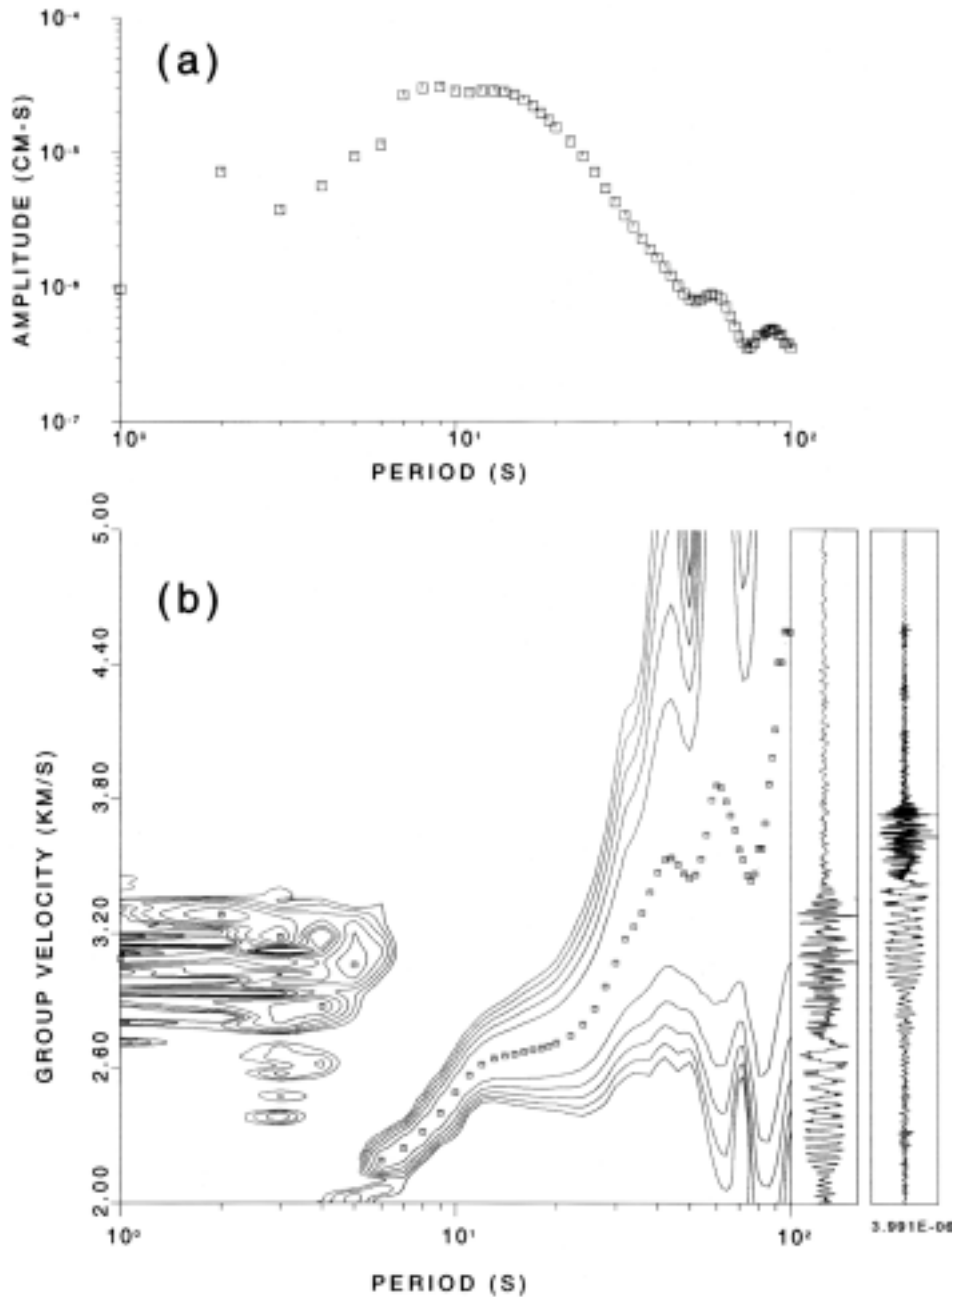 10⁻⁴
(a)
10⁻⁵
AMPLITUDE (CM-S)
10⁻⁶
10⁻⁷
10⁰
10¹
10²
PERIOD (S)
5.00
(b)
4.40
3.80
GROUP VELOCITY (KM/S)
3.20
2.60
2.00
10⁰
10¹
10²
3.991E-06
PERIOD (S)